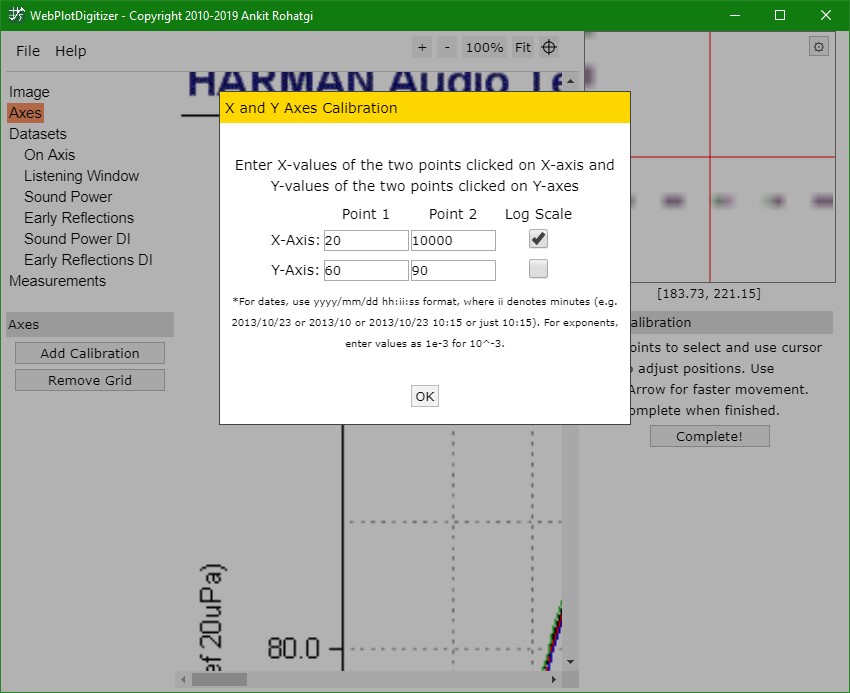 WebPlotDigitizer - Copyright 2010-2019 Ankit Rohatgi
File Help
+ - 100% Fit
HARMAN Audio Te
Image
Axes
Datasets
On Axis
Listening Window
Sound Power
Early Reflections
Sound Power DI
Early Reflections DI
Measurements
Axes
Add Calibration
Remove Grid
X and Y Axes Calibration
Enter X-values of the two points clicked on X-axis and
Y-values of the two points clicked on Y-axes
Point 1 Point 2 Log Scale
X-Axis: 20 10000
Y-Axis: 60 90
*For dates, use yyyy/mm/dd hh:ii:ss format, where ii denotes minutes (e.g.
2013/10/23 or 2013/10 or 2013/10/23 10:15 or just 10:15). For exponents,
enter values as 1e-3 for 10^-3.
OK
[183.73, 221.15]
alibration
oints to select and use cursor
o adjust positions. Use
Arrow for faster movement.
omplete when finished.
Complete!
ef 20uPa)
80.0